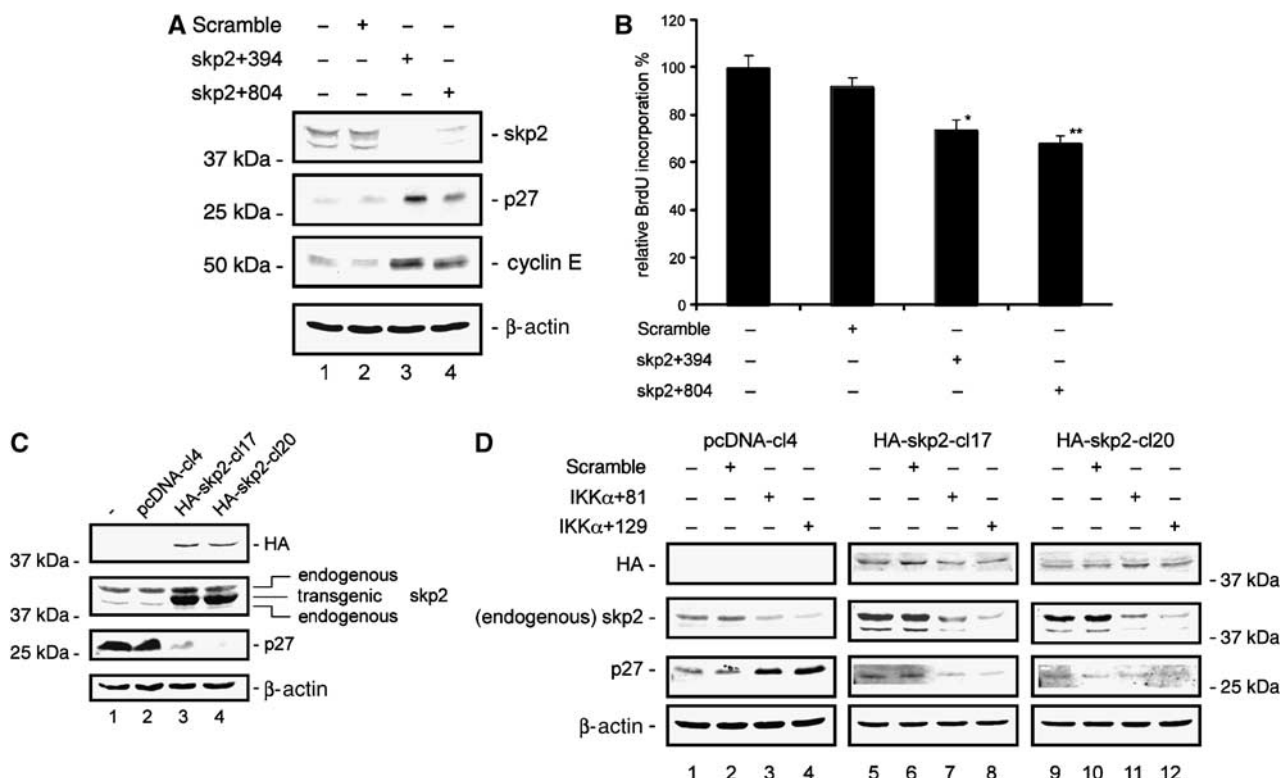 A
Scramble – + – –
skp2+394 – – + –
skp2+804 – – – +
- skp2
37 kDa -
- p27
25 kDa -
50 kDa -
- cyclin E
- β-actin
1 2 3 4
B
relative BrdU incorporation %
120
100
80
60
40
20
0
*
**
Scramble – + – –
skp2+394 – – + –
skp2+804 – – – +
C
- pcDNA-cl4 HA-skp2-cl17 HA-skp2-cl20
- HA
37 kDa -
endogenous
transgenic skp2
endogenous
37 kDa -
- p27
25 kDa -
- β-actin
1 2 3 4
D
pcDNA-cl4 HA-skp2-cl17 HA-skp2-cl20
Scramble – + – – – + – – – + – –
IKKα+81 – – + – – – + – – – + –
IKKα+129 – – – + – – – + – – – +
HA -
- 37 kDa
(endogenous) skp2 -
- 37 kDa
p27 -
- 25 kDa
β-actin -
1 2 3 4 5 6 7 8 9 10 11 12